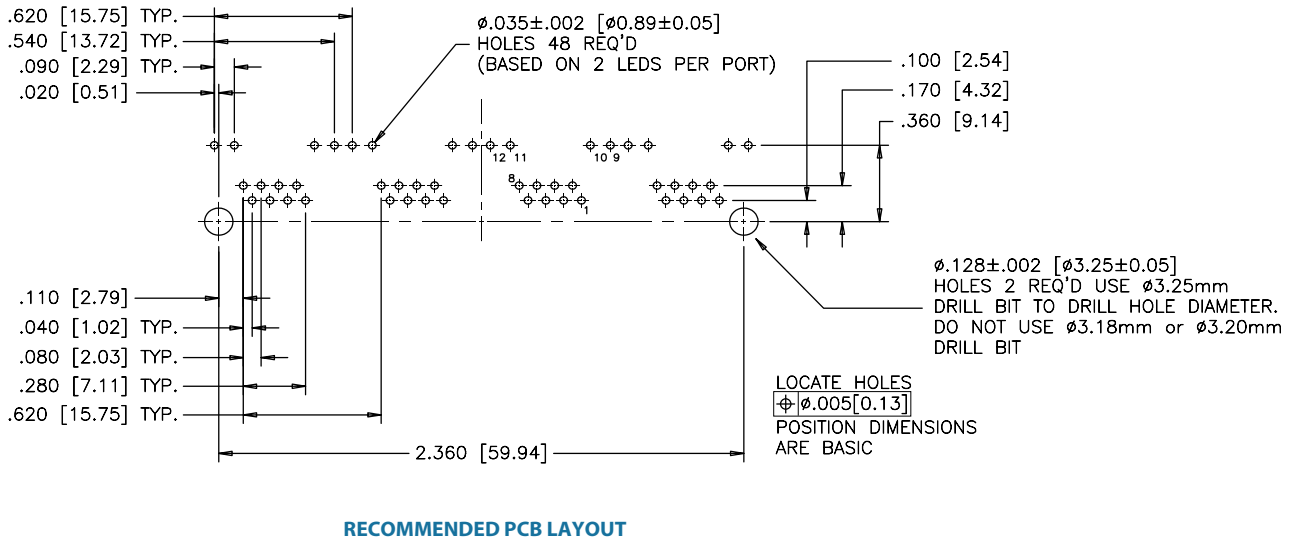 .620 [15.75] TYP.
.540 [13.72] TYP.
.090 [2.29] TYP.
.020 [0.51]
ø.035±.002 [ø0.89±0.05]
HOLES 48 REQ'D
(BASED ON 2 LEDS PER PORT)
.100 [2.54]
.170 [4.32]
.360 [9.14]
12 11
10 9
8
1
ø.128±.002 [ø3.25±0.05]
HOLES 2 REQ'D USE ø3.25mm
DRILL BIT TO DRILL HOLE DIAMETER.
DO NOT USE ø3.18mm or ø3.20mm
DRILL BIT
.110 [2.79]
.040 [1.02] TYP.
.080 [2.03] TYP.
.280 [7.11] TYP.
.620 [15.75] TYP.
LOCATE HOLES
⌖ ø.005[0.13]
POSITION DIMENSIONS
ARE BASIC
2.360 [59.94]
RECOMMENDED PCB LAYOUT